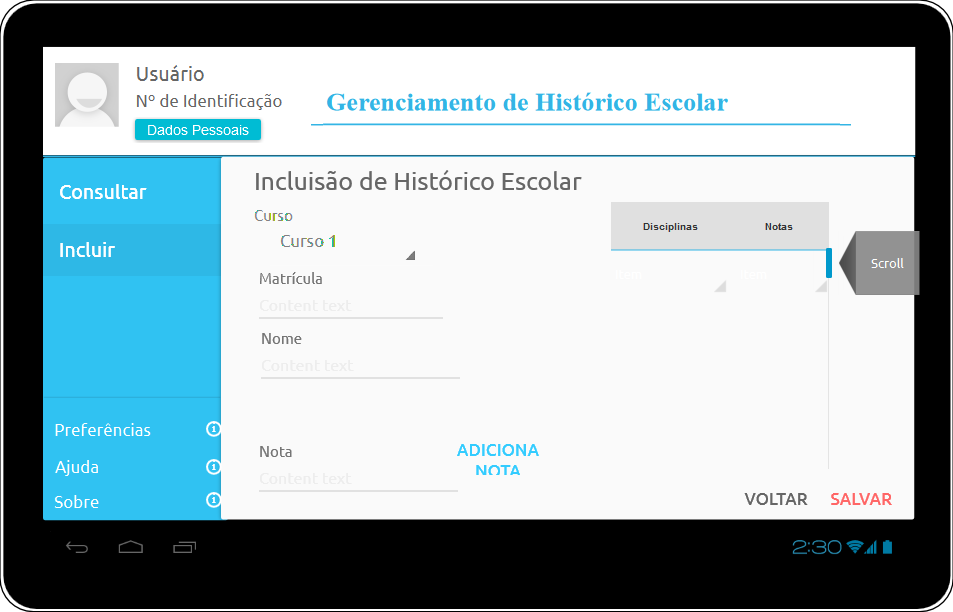 Usuário
Nº de Identificação
Dados Pessoais
Gerenciamento de Histórico Escolar
Consultar
Incluir
Preferências
Ajuda
Sobre
Incluisão de Histórico Escolar
Curso
Curso 1
Matrícula
Content text
Nome
Content text
Nota
Content text
ADICIONA
NOTA
Disciplinas Notas
Item Item
Scroll
VOLTAR SALVAR
2:30